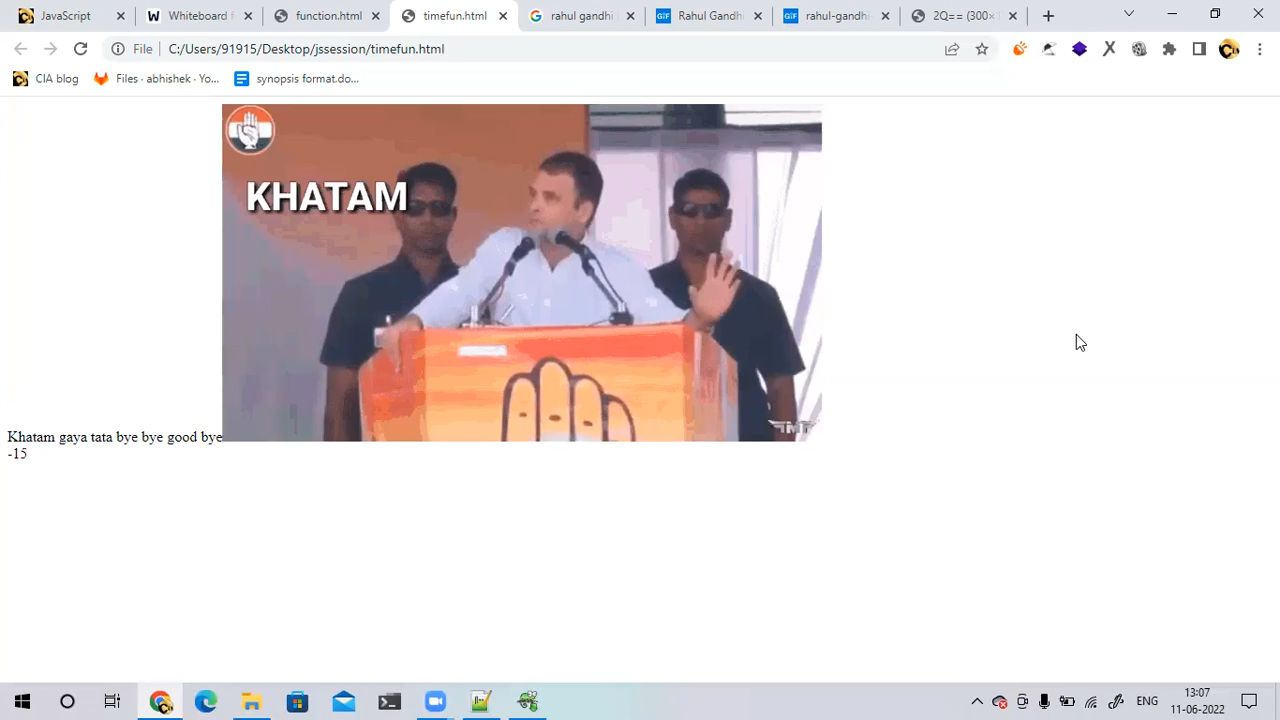 JavaScript
Whiteboard F
function.html
timefun.html
rahul gandhi
Rahul Gandhi
rahul-gandhi-
2Q== (300×1
File
C:/Users/91915/Desktop/jssession/timefun.html
CIA blog
Files · abhishek · Yo...
synopsis format.do...
KHATAM
Khatam gaya tata bye bye good bye
-15
ENG
13:07
11-06-2022